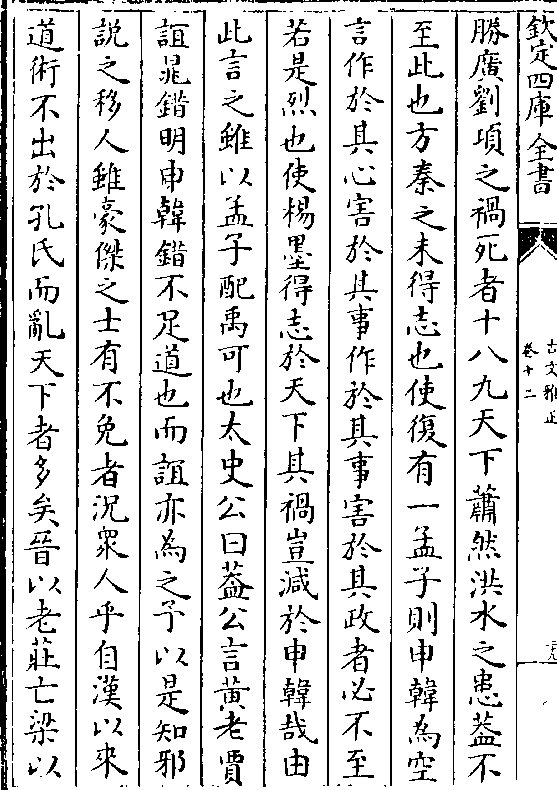 欽定四庫全書
古文雅正
卷十二
勝廣劉項之禍死者十八九天下蕭然洪水之患葢不
至此也方秦之未得志也使復有一孟子則申韓為空
言作於其心害於其事作於其事害於其政者必不至
若是烈也使楊墨得志於天下其禍豈減於申韓哉由
此言之雖以孟子配禹可也太史公曰葢公言黄老賈
誼晁錯明申韓錯不足道也而誼亦為之予以是知邪
説之移人雖豪傑之士有不免者況衆人乎自漢以來
道術不出於孔氏而亂天下者多矣晉以老莊亡梁以